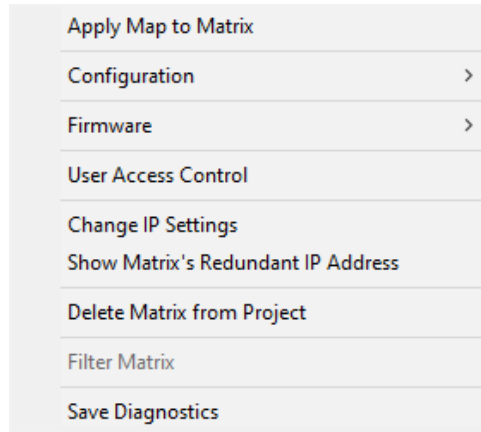 Apply Map to Matrix
Configuration
Firmware
User Access Control
Change IP Settings
Show Matrix's Redundant IP Address
Delete Matrix from Project
Filter Matrix
Save Diagnostics